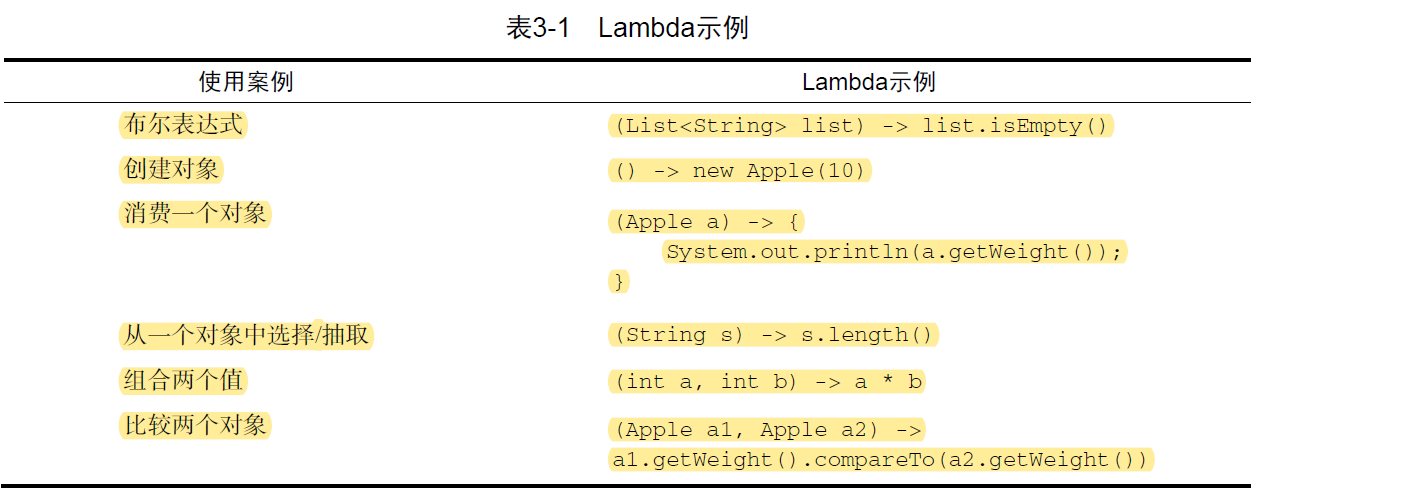 表3-1 Lambda示例
使用案例 Lambda示例
布尔表达式 (List<String> list) -> list.isEmpty()
创建对象 () -> new Apple(10)
消费一个对象 (Apple a) -> {
System.out.println(a.getWeight());
}
从一个对象中选择/抽取 (String s) -> s.length()
组合两个值 (int a, int b) -> a * b
比较两个对象 (Apple a1, Apple a2) ->
a1.getWeight().compareTo(a2.getWeight())